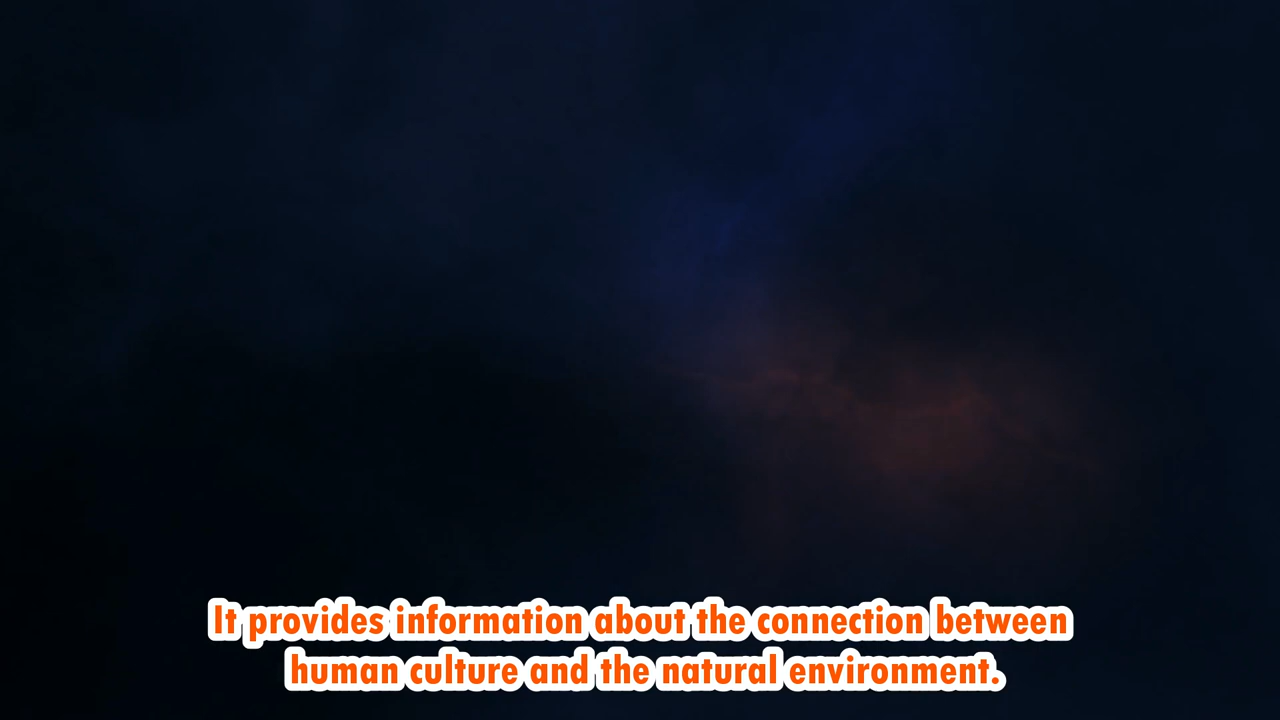 It provides information about the connection between
human culture and the natural environment.